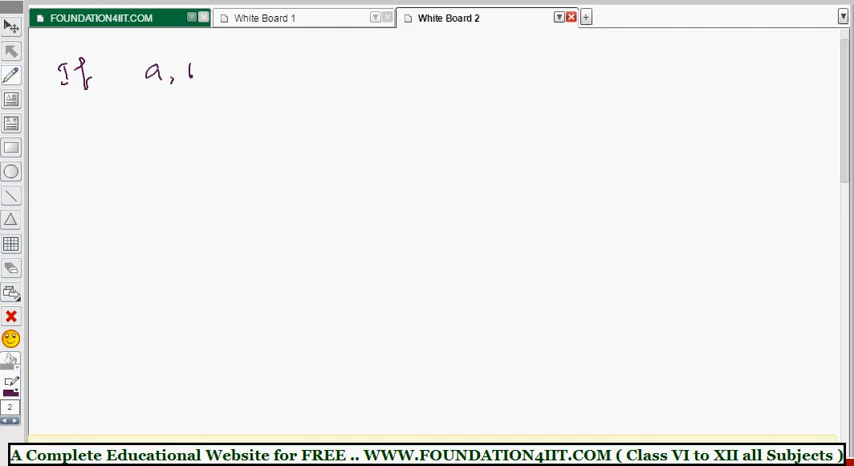 FOUNDATION4IIT.COM White Board 1 White Board 2
If a,
2
A Complete Educational Website for FREE .. WWW.FOUNDATION4IIT.COM ( Class VI to XII all Subjects )